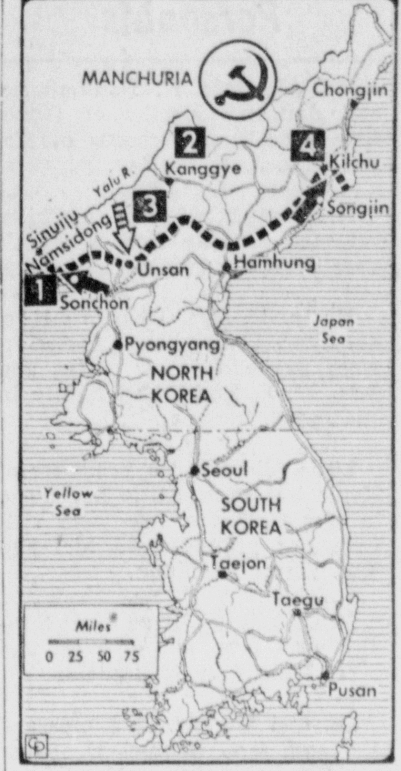 MANCHURIA
Chongjin
2
4
Kilchu
Yalu R.
Kanggye
3
Songjin
Sinuiju
Namsidong
Unsan
Hamhung
1
Sonchon
Japan
Sea
Pyongyang
NORTH
KOREA
Seoul
Yellow
Sea
SOUTH
KOREA
Taejon
Taegu
Miles
0 25 50 75
Pusan
CP